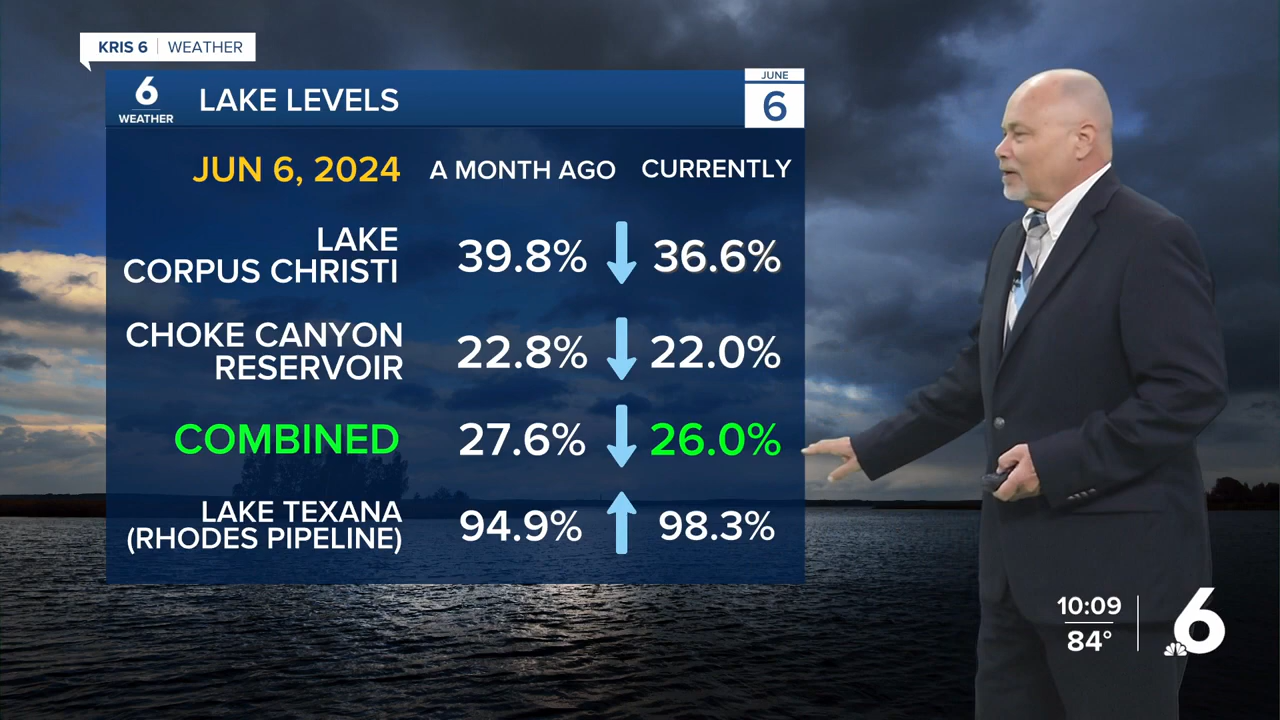 KRIS 6 | WEATHER
6
WEATHER
LAKE LEVELS
JUNE
6
JUN 6, 2024 A MONTH AGO CURRENTLY
LAKE
CORPUS CHRISTI 39.8% 36.6%
CHOKE CANYON
RESERVOIR 22.8% 22.0%
COMBINED 27.6% 26.0%
LAKE TEXANA
(RHODES PIPELINE) 94.9% 98.3%
10:09
84°
6